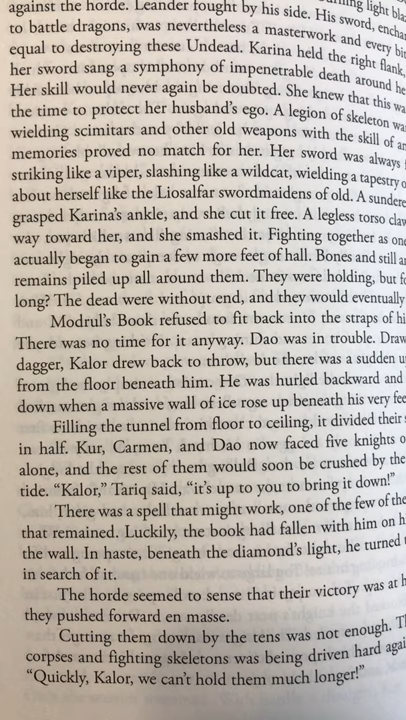 against the horde. Leander fought by his side. His sword, enchan
to battle dragons, was nevertheless a masterwork and every bit
equal to destroying these Undead. Karina held the right flank,
her sword sang a symphony of impenetrable death around he
Her skill would never again be doubted. She knew that this wa
the time to protect her husband's ego. A legion of skeleton wa
wielding scimitars and other old weapons with the skill of an
memories proved no match for her. Her sword was always
striking like a viper, slashing like a wildcat, wielding a tapestry o
about herself like the Liosalfar swordmaidens of old. A sundere
grasped Karina's ankle, and she cut it free. A legless torso claw
way toward her, and she smashed it. Fighting together as one
actually began to gain a few more feet of hall. Bones and still a
remains piled up all around them. They were holding, but fo
long? The dead were without end, and they would eventually
Modrul's Book refused to fit back into the straps of hi
There was no time for it anyway. Dao was in trouble. Draw
dagger, Kalor drew back to throw, but there was a sudden u
from the floor beneath him. He was hurled backward and
down when a massive wall of ice rose up beneath his very fee
Filling the tunnel from floor to ceiling, it divided their
in half. Kur, Carmen, and Dao now faced five knights o
alone, and the rest of them would soon be crushed by the
tide. “Kalor,” Tariq said, “it's up to you to bring it down!”
There was a spell that might work, one of the few of the
that remained. Luckily, the book had fallen with him on h
the wall. In haste, beneath the diamond's light, he turned
in search of it.
The horde seemed to sense that their victory was at h
they pushed forward en masse.
Cutting them down by the tens was not enough. Th
corpses and fighting skeletons was being driven hard agai
“Quickly, Kalor, we can't hold them much longer!”